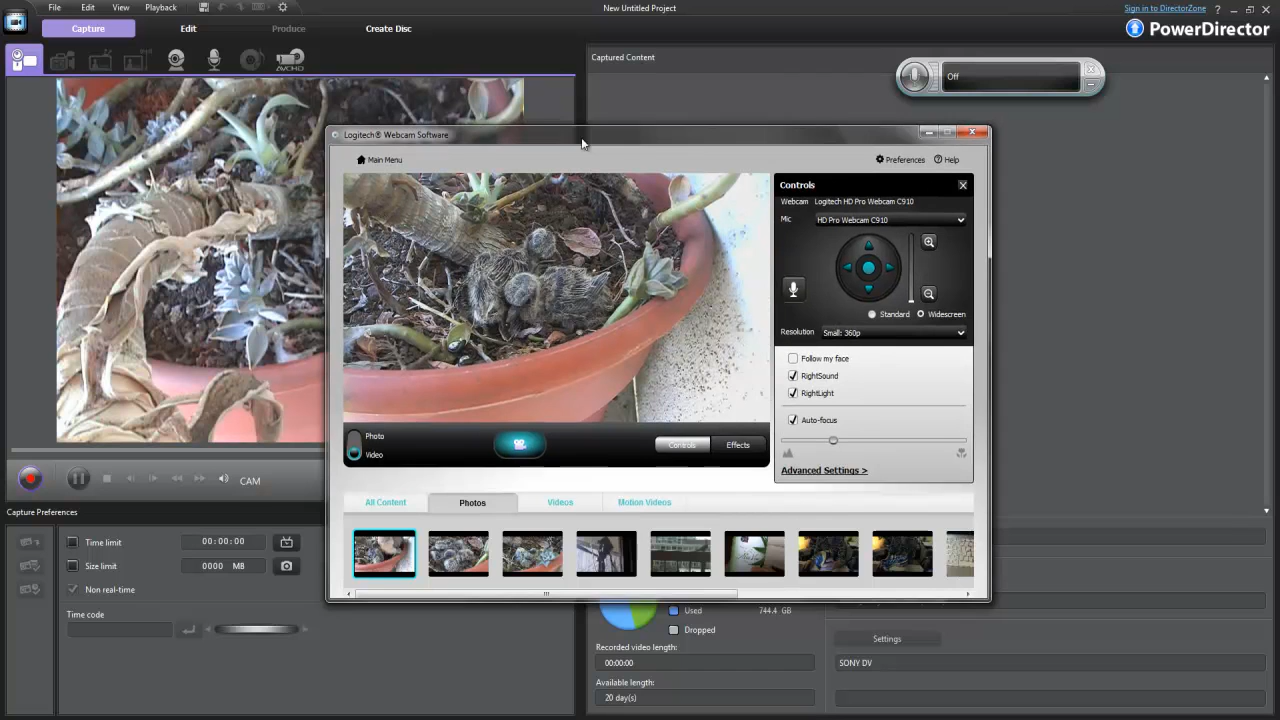 File Edit View Playback
New Untitled Project
Sign in to DirectorZone
Capture Edit Produce Create Disc
PowerDirector
AVCHD
Captured Content
Off
Logitech® Webcam Software
Main Menu
Preferences Help
Controls
Webcam Logitech HD Pro Webcam C910
Mic HD Pro Webcam C910
Standard Widescreen
Resolution Small: 360p
Follow my face
RightSound
RightLight
Auto-focus
Advanced Settings >
Photo
Video
Controls Effects
All Content Photos Videos Motion Videos
CAM
Capture Preferences
Time limit 00:00:00
Size limit 0000 MB
Non real-time
Time code
Used 744.4 GB
Dropped
Recorded video length:
00:00:00
Available length:
20 day(s)
Settings
SONY DV